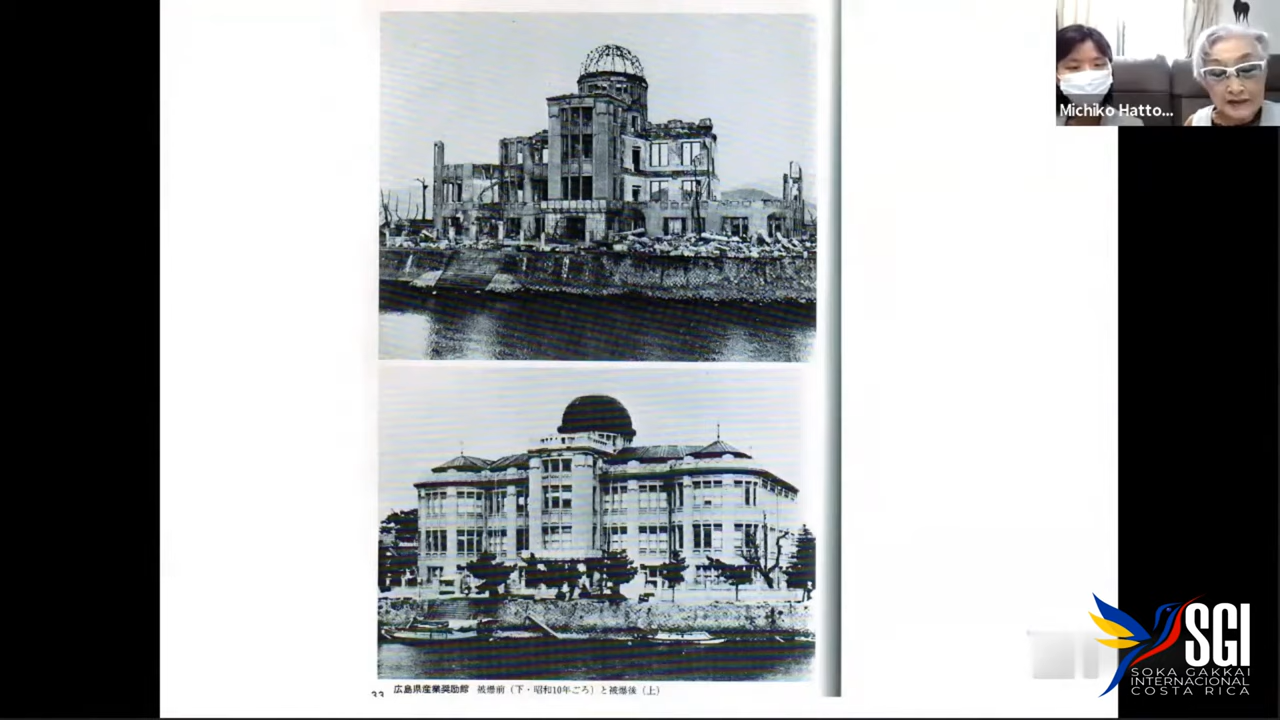 Michiko Hatto...
33 広島県産業奨励館 被爆前（下・昭和10年ごろ）と被爆後（上）
SGI
SOKA GAKKAI
INTERNACIONAL
COSTA RICA